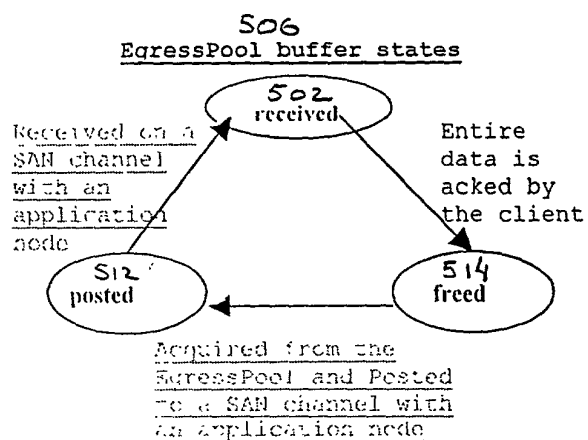 506
EgressPool buffer states
502
received
Received on a
SAN channel
with an
application
node
Entire
data is
acked by
the client
512
posted
514
freed
Acquired from the
EgressPool and Posted
to a SAN channel with
an application node